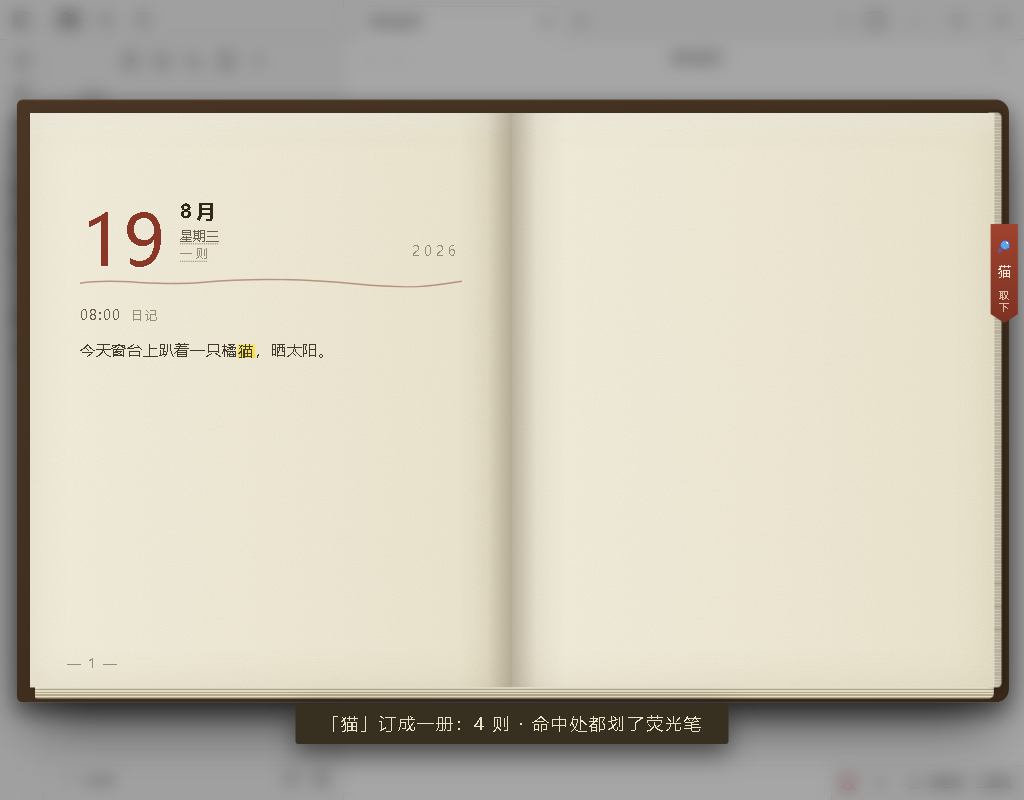 19
8月
星期三
一则
2026
08:00 日记
今天窗台上趴着一只橘猫，晒太阳。
— 1 —
猫
取下
「猫」订成一册：4 则 · 命中处都划了荧光笔